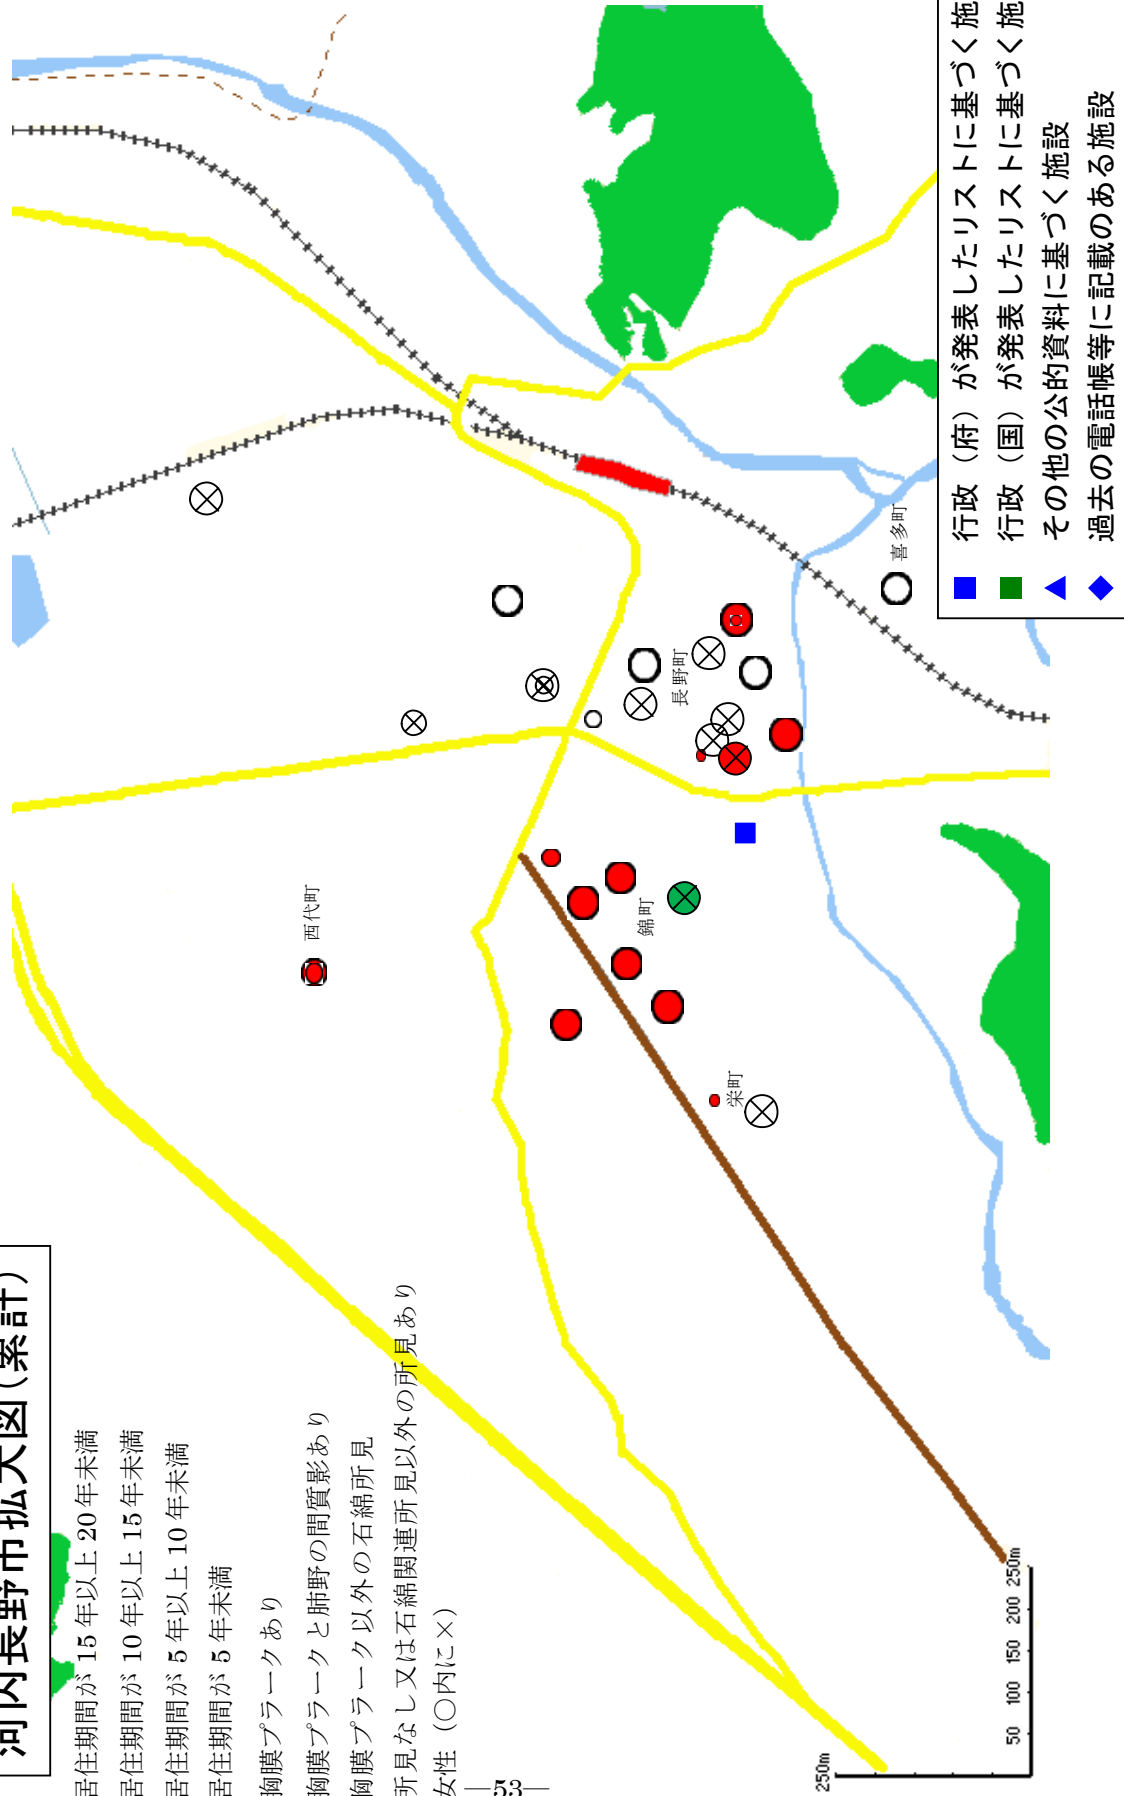 河内長野市拡大図(累計)
居住期間が 15 年以上 20 年未満
居住期間が 10 年以上 15 年未満
居住期間が 5 年以上 10 年未満
居住期間が 5 年未満
胸膜プラークあり
胸膜プラークと肺野の間質影あり
胸膜プラーク以外の石綿所見
所見なし又は石綿関連所見以外の所見あり
女性（○内に×）
行政（府）が発表したリストに基づく施
行政（国）が発表したリストに基づく施
その他の公的資料に基づく施設
過去の電話帳等に記載のある施設
西代町
長野町
喜多町
錦町
栄町
250m
50 100 150 200 250m
—53—